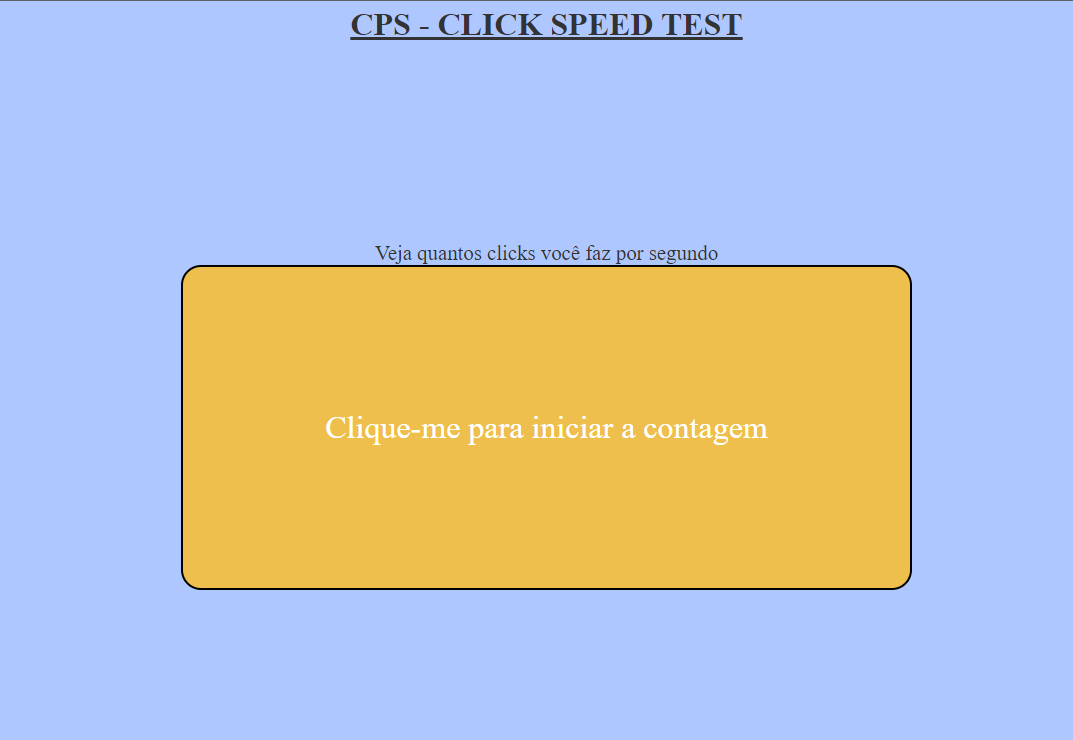 CPS - CLICK SPEED TEST
Veja quantos clicks você faz por segundo
Clique-me para iniciar a contagem